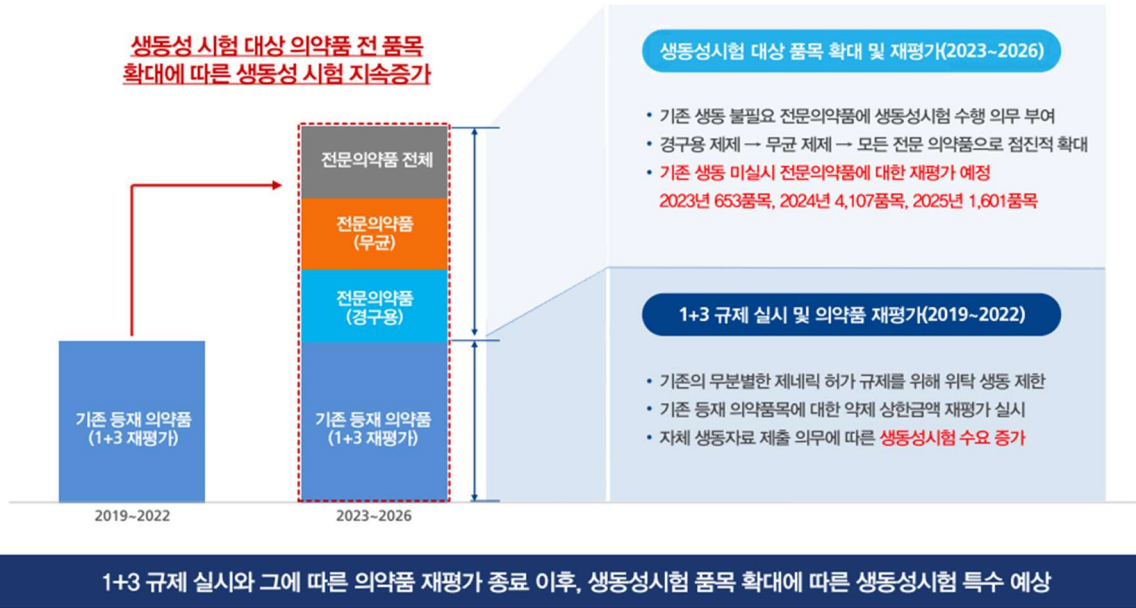 생동성 시험 대상 의약품 전 품목
확대에 따른 생동성 시험 지속증가
전문의약품 전체
전문의약품
(무균)
전문의약품
(경구용)
기존 등재 의약품
(1+3 재평가)
기존 등재 의약품
(1+3 재평가)
2019~2022
2023~2026
생동성시험 대상 품목 확대 및 재평가(2023~2026)
• 기존 생동 불필요 전문의약품에 생동성시험 수행 의무 부여
• 경구용 제제 → 무균 제제 → 모든 전문 의약품으로 점진적 확대
• 기존 생동 미실시 전문의약품에 대한 재평가 예정
2023년 653품목, 2024년 4,107품목, 2025년 1,601품목
1+3 규제 실시 및 의약품 재평가(2019~2022)
• 기존의 무분별한 제네릭 허가 규제를 위해 위탁 생동 제한
• 기존 등재 의약품목에 대한 약제 상한금액 재평가 실시
• 자체 생동자료 제출 의무에 따른 생동성시험 수요 증가
1+3 규제 실시와 그에 따른 의약품 재평가 종료 이후, 생동성시험 품목 확대에 따른 생동성시험 특수 예상